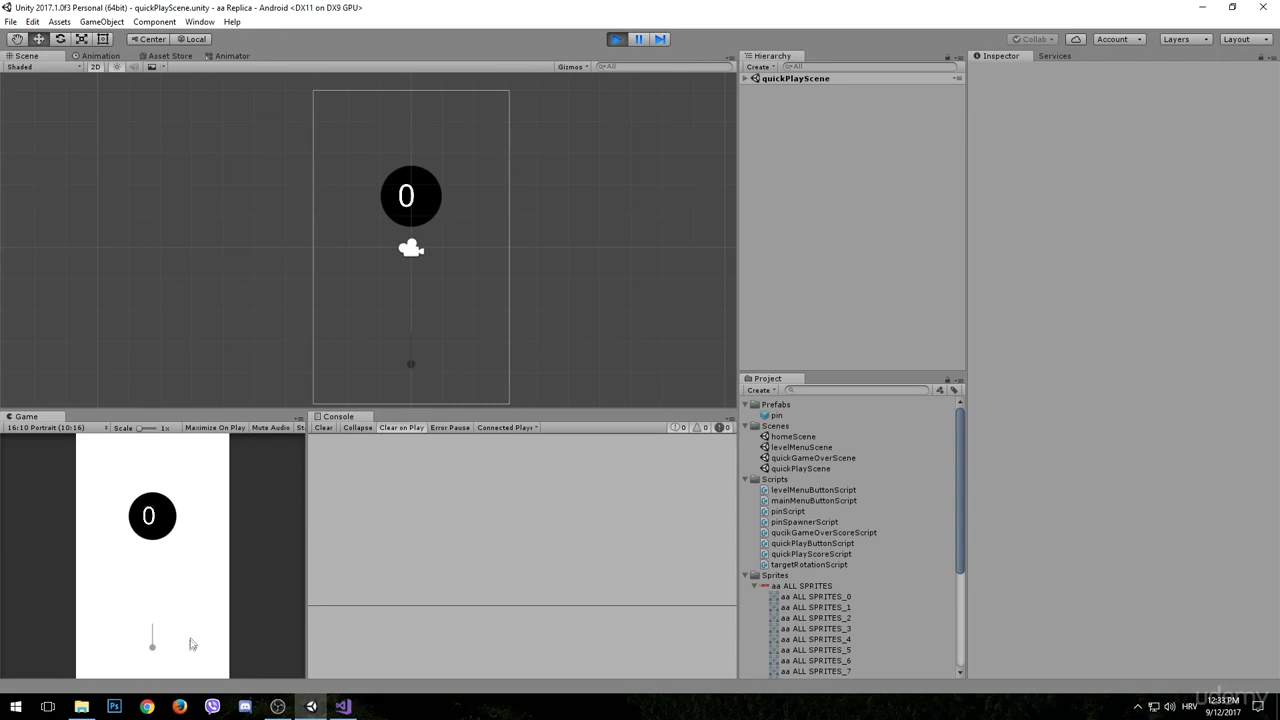 Unity 2017.1.0f3 Personal (64bit) - quickPlayScene.unity - aa Replica - Android <DX11 on DX9 GPU>
File Edit Assets GameObject Component Window Help
Center Local Collab Account Layers Layout
Scene Animation Asset Store Animator
Shaded 2D Gizmos All
0
Hierarchy
Create All
quickPlayScene
Inspector Services
Game
16:10 Portrait (10:16) Scale 1x Maximize On Play Mute Audio St
0
Console
Clear Collapse Clear on Play Error Pause Connected Player 0 0 0
Project
Create
Prefabs
pin
Scenes
homeScene
levelMenuScene
quickGameOverScene
quickPlayScene
Scripts
levelMenuButtonScript
mainMenuButtonScript
pinScript
pinSpawnerScript
qucikGameOverScoreScript
quickPlayButtonScript
quickPlayScoreScript
targetRotationScript
Sprites
aa ALL SPRITES
aa ALL SPRITES_0
aa ALL SPRITES_1
aa ALL SPRITES_2
aa ALL SPRITES_3
aa ALL SPRITES_4
aa ALL SPRITES_5
aa ALL SPRITES_6
aa ALL SPRITES_7
udemy
HRV
12:33 PM
9/12/2017